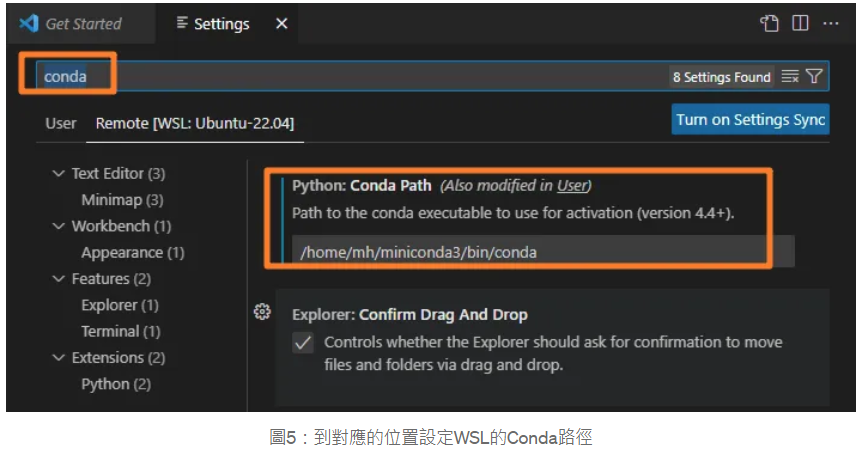 Get Started
Settings
conda
8 Settings Found
User
Remote [WSL: Ubuntu-22.04]
Turn on Settings Sync
Text Editor (3)
Minimap (3)
Workbench (1)
Appearance (1)
Features (2)
Explorer (1)
Terminal (1)
Extensions (2)
Python (2)
Python: Conda Path (Also modified in User)
Path to the conda executable to use for activation (version 4.4+).
/home/mh/miniconda3/bin/conda
Explorer: Confirm Drag And Drop
Controls whether the Explorer should ask for confirmation to move
files and folders via drag and drop.
圖5：到對應的位置設定WSL的Conda路徑